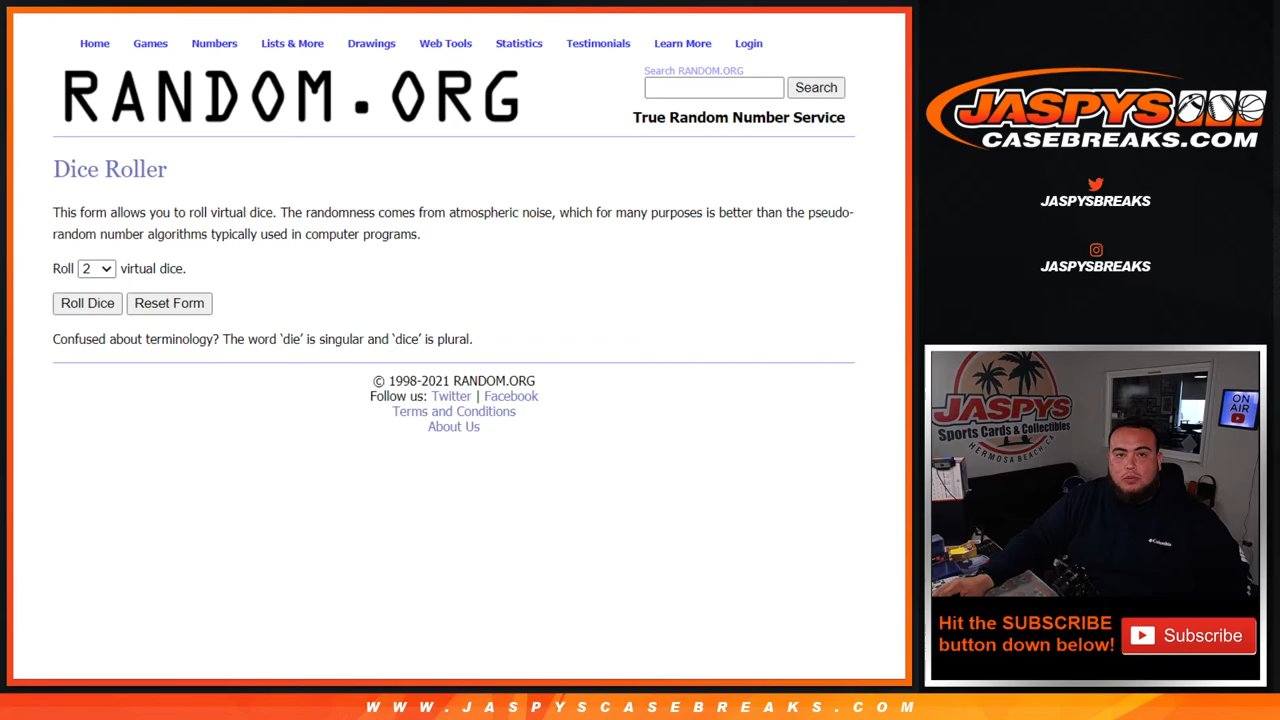 Home Games Numbers Lists & More Drawings Web Tools Statistics Testimonials Learn More Login
RANDOM.ORG
Search RANDOM.ORG
Search
True Random Number Service
Dice Roller
This form allows you to roll virtual dice. The randomness comes from atmospheric noise, which for many purposes is better than the pseudo-
random number algorithms typically used in computer programs.
Roll 2 virtual dice.
Roll Dice Reset Form
Confused about terminology? The word ‘die’ is singular and ‘dice’ is plural.
© 1998-2021 RANDOM.ORG
Follow us: Twitter | Facebook
Terms and Conditions
About Us
JASPYS
CASEBREAKS.COM
JASPYSBREAKS
JASPYSBREAKS
JASPYS
Sports Cards & Collectibles
HERMOSA BEACH, CA
ON
AIR
Columbia
Hit the SUBSCRIBE
button down below!
Subscribe
WWW.JASPYSCASEBREAKS.COM